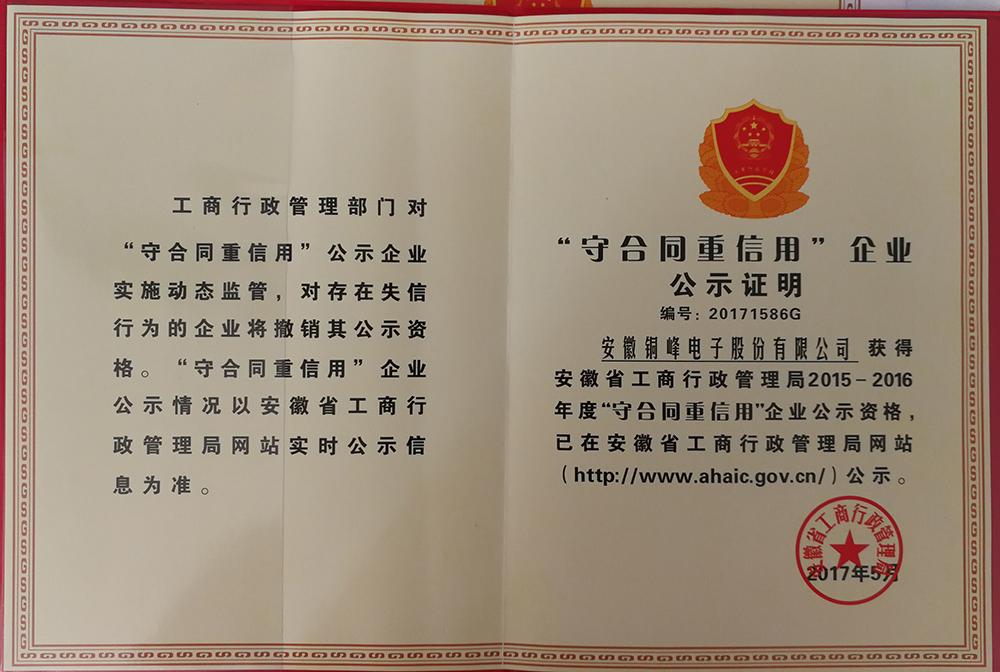 工商行政管理部门对
“守合同重信用”公示企业
实施动态监管，对存在失信
行为的企业将撤销其公示资
格。“守合同重信用”企业
公示情况以安徽省工商行
政管理局网站实时公示信
息为准。
“守合同重信用”企业
公示证明
编号：20171586G
安徽铜峰电子股份有限公司 获得
安徽省工商行政管理局2015－2016
年度“守合同重信用”企业公示资格，
已在安徽省工商行政管理局网站
（http://www.ahaic.gov.cn/）公示。
安徽省工商行政管理局
2017年5月